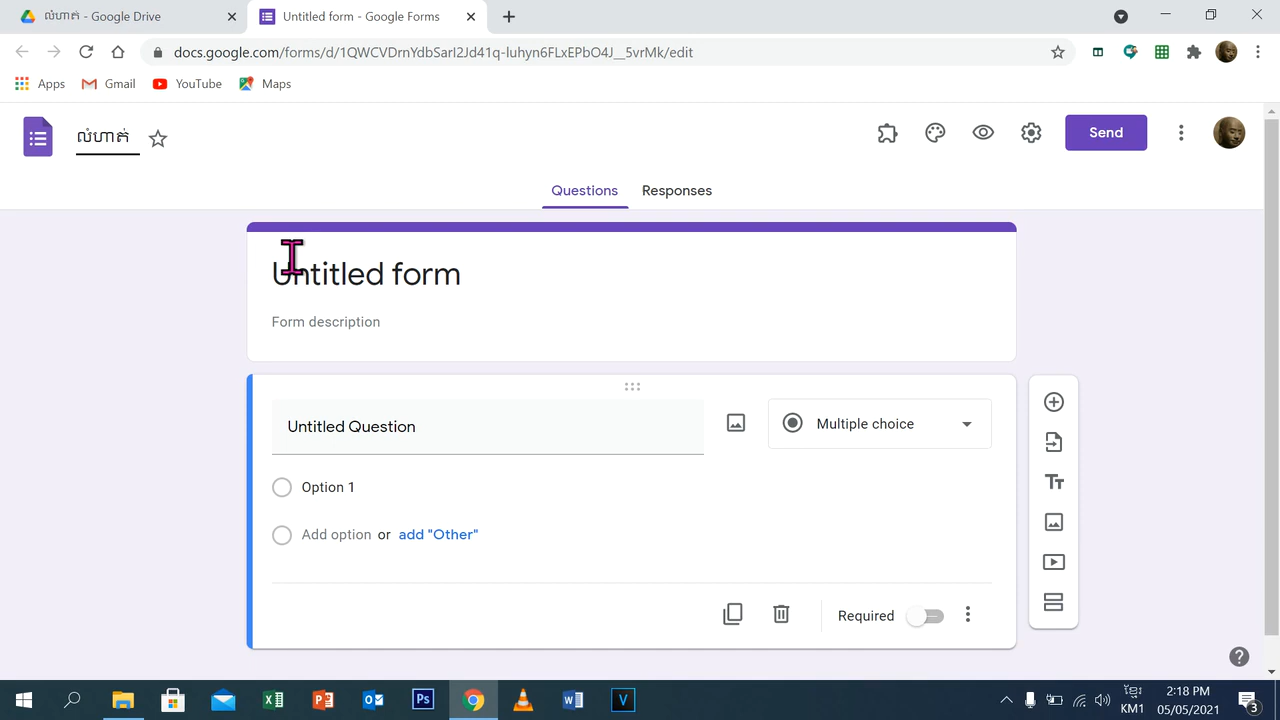 លំហាត់ - Google Drive
Untitled form - Google Forms
docs.google.com/forms/d/1QWCVDrnYdbSarI2Jd41q-luhyn6FLxEPbO4J__5vrMk/edit
Apps
Gmail
YouTube
Maps
លំហាត់
Send
Questions
Responses
Untitled form
Form description
Untitled Question
Multiple choice
Option 1
Add option or add "Other"
Required
2:18 PM
ខ្មែរ
KM1
05/05/2021
3